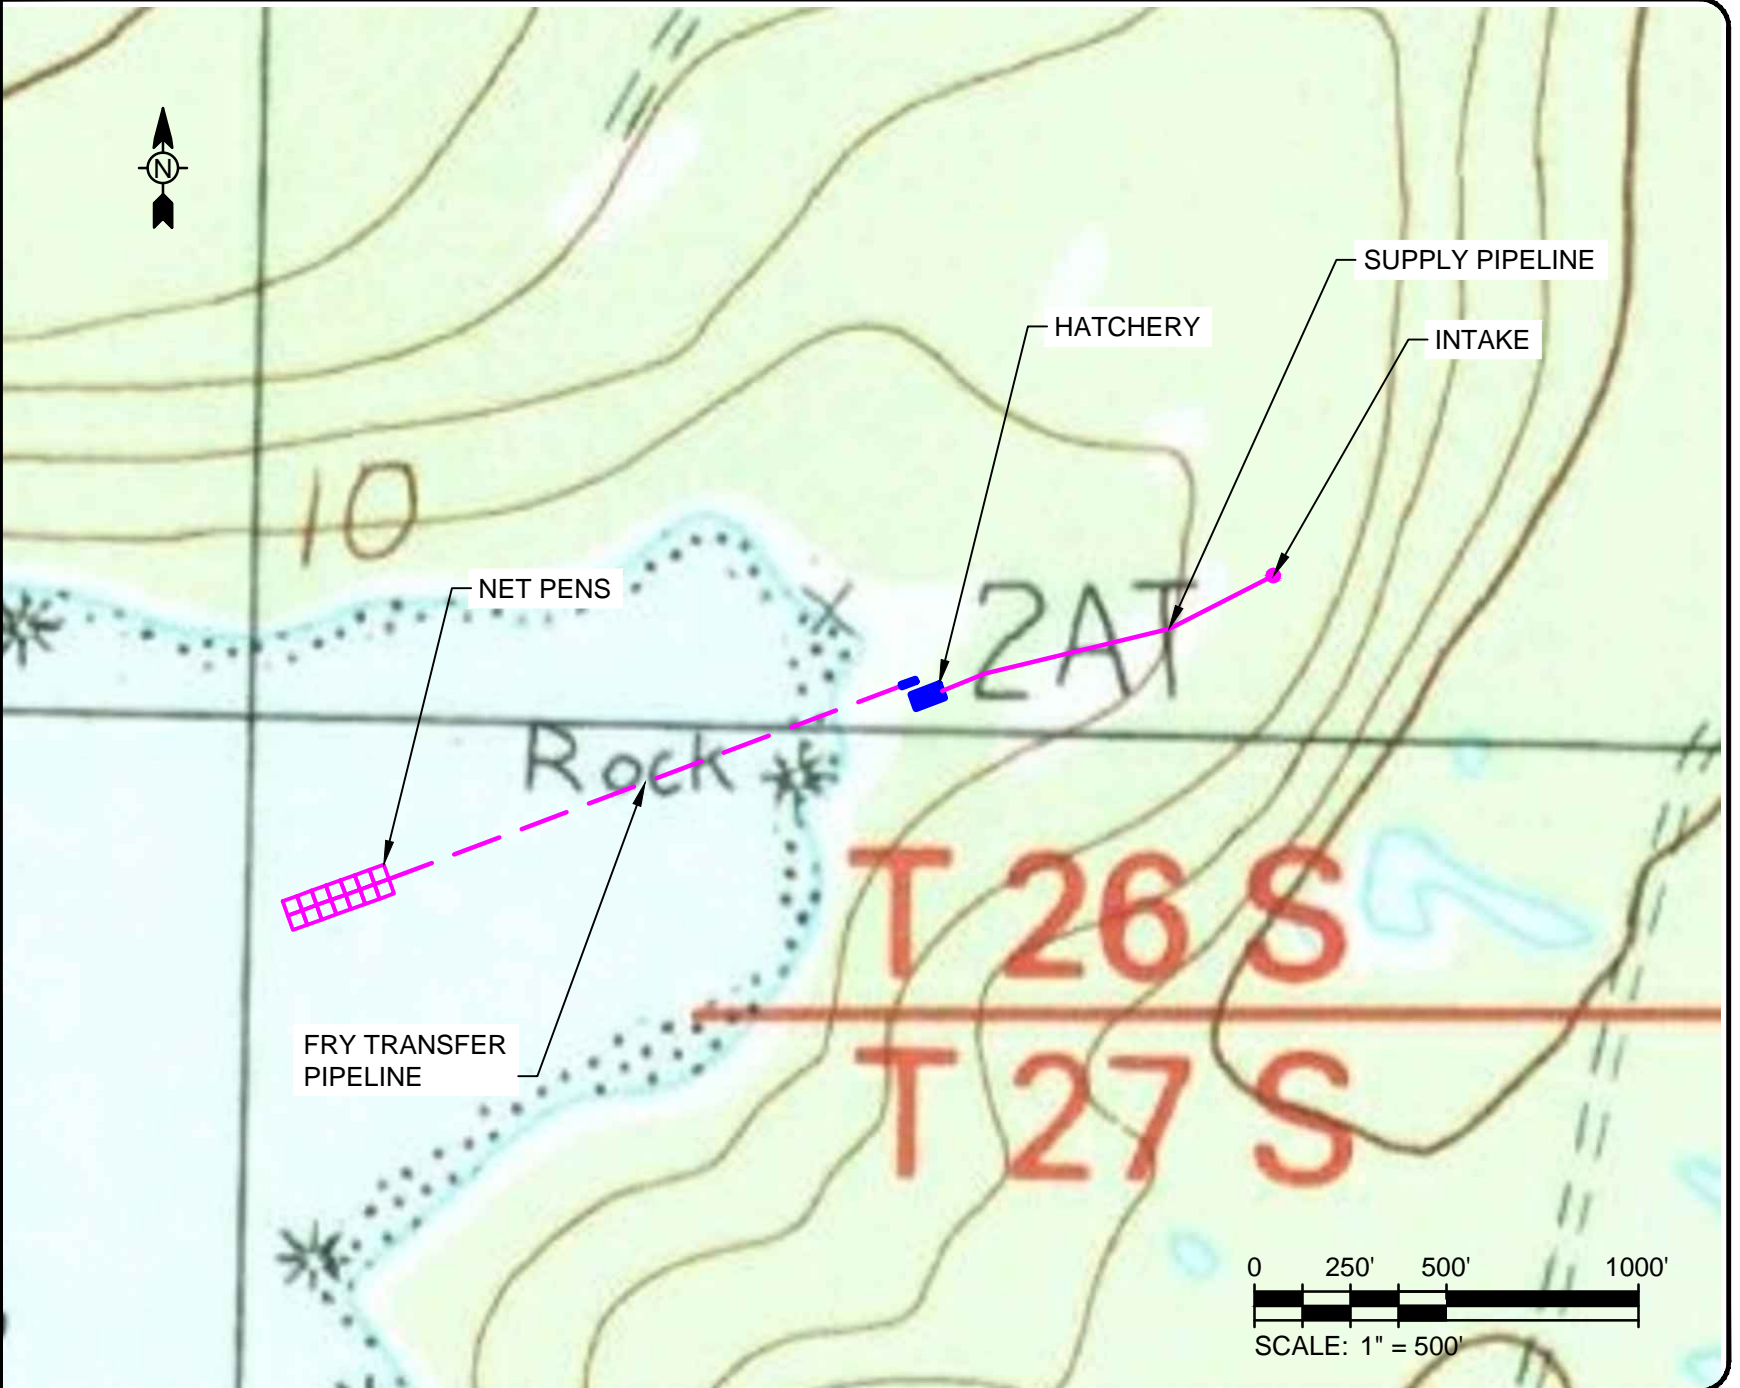 N
SUPPLY PIPELINE
HATCHERY
INTAKE
10
NET PENS
2AT
Rock
T 26 S
FRY TRANSFER
PIPELINE
T 27 S
0 250' 500' 1000'
SCALE: 1" = 500'